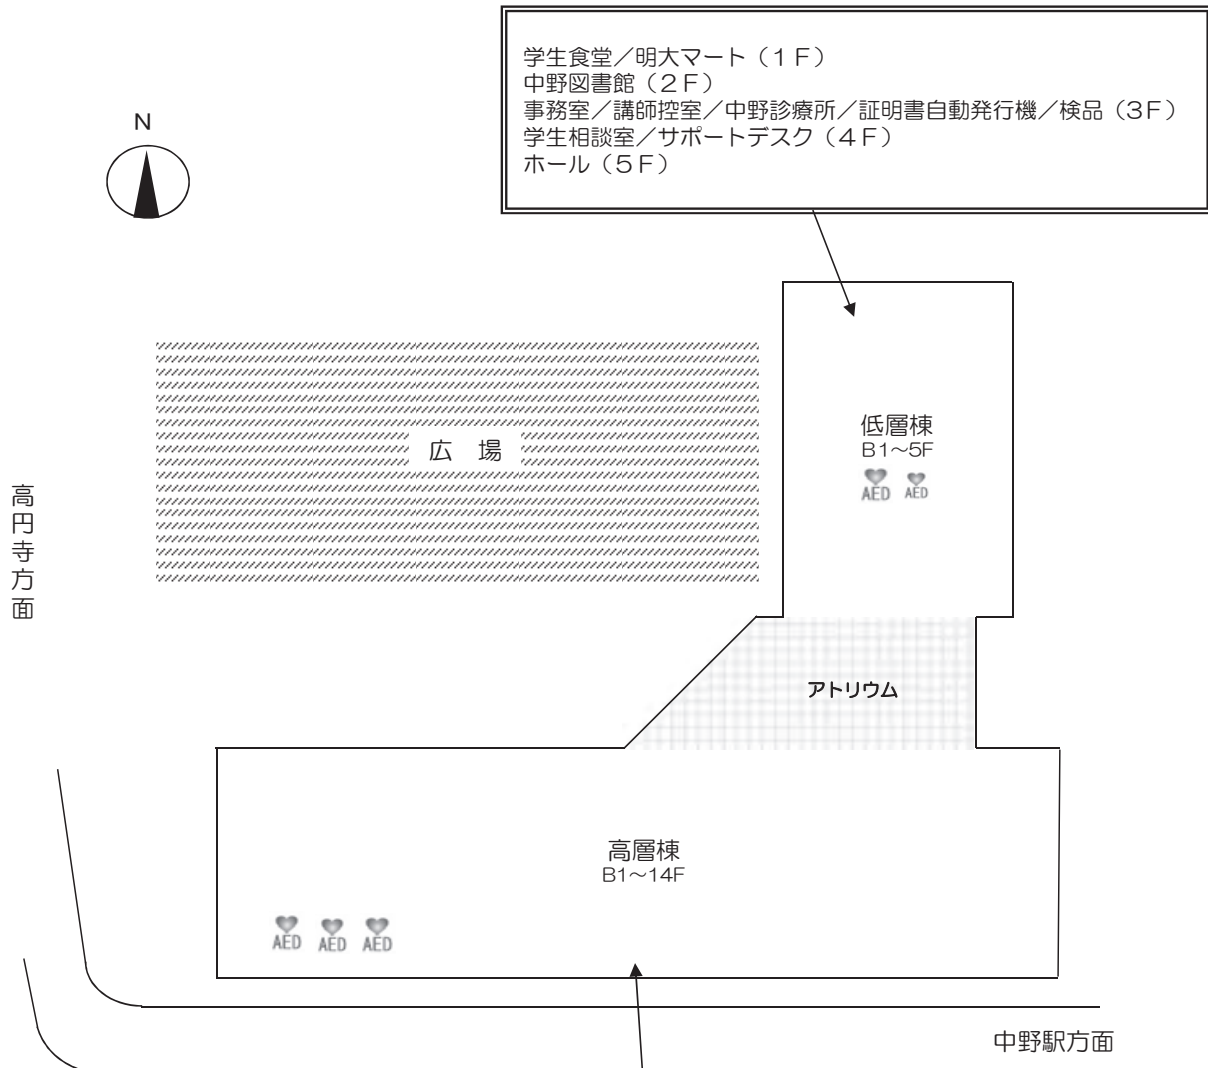 学生食堂／明大マート（１Ｆ）
中野図書館（２Ｆ）
事務室／講師控室／中野診療所／証明書自動発行機／検品（３Ｆ）
学生相談室／サポートデスク（４Ｆ）
ホール（５Ｆ）
N
低層棟
B1～5F
AED AED
広　場
高円寺方面
アトリウム
高層棟
B1～14F
AED AED AED
中野駅方面